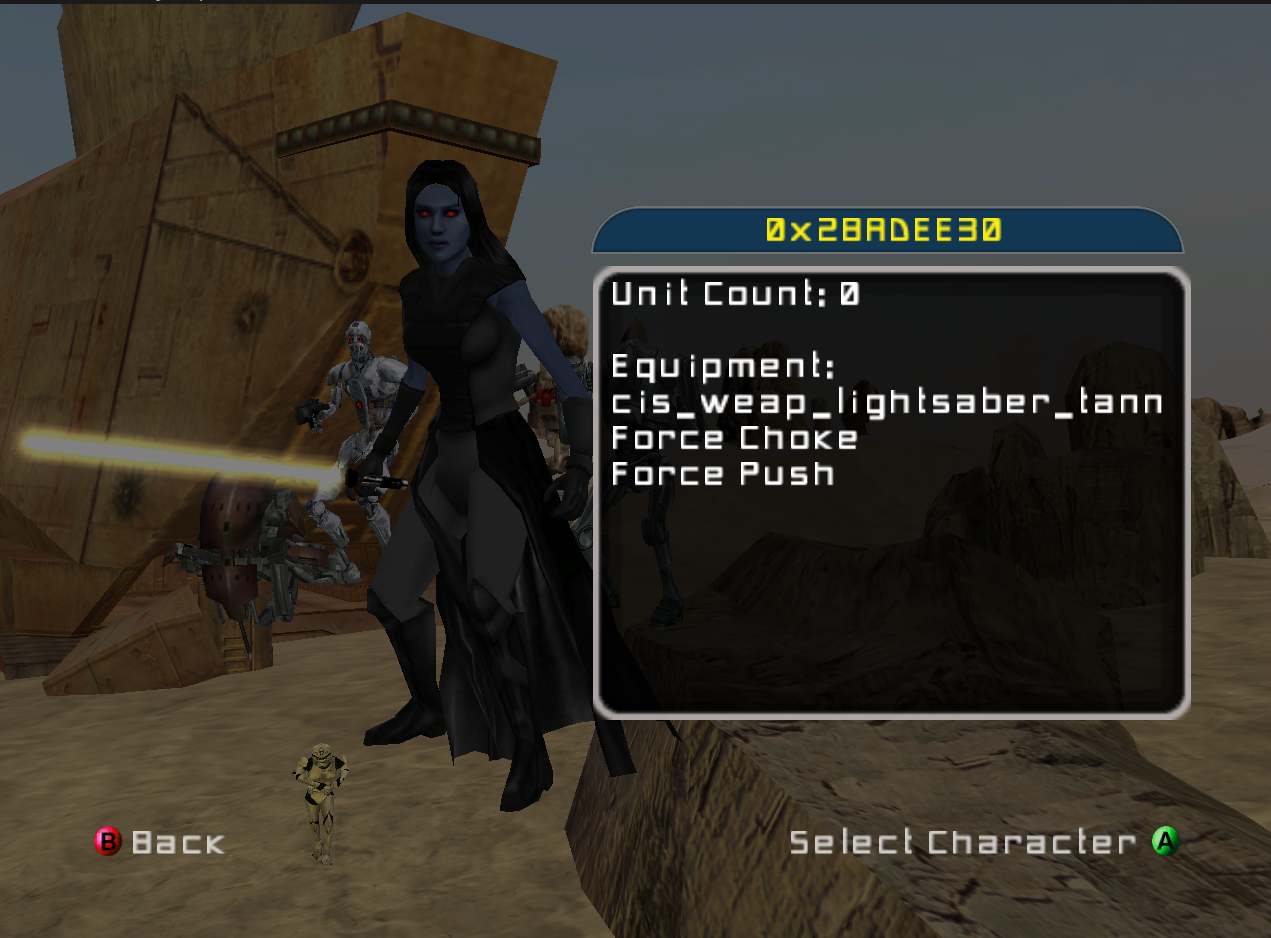 0x2BADEE30
Unit Count: 0
Equipment:
cis_weap_lightsaber_tann
Force Choke
Force Push
B Back
Select Character A